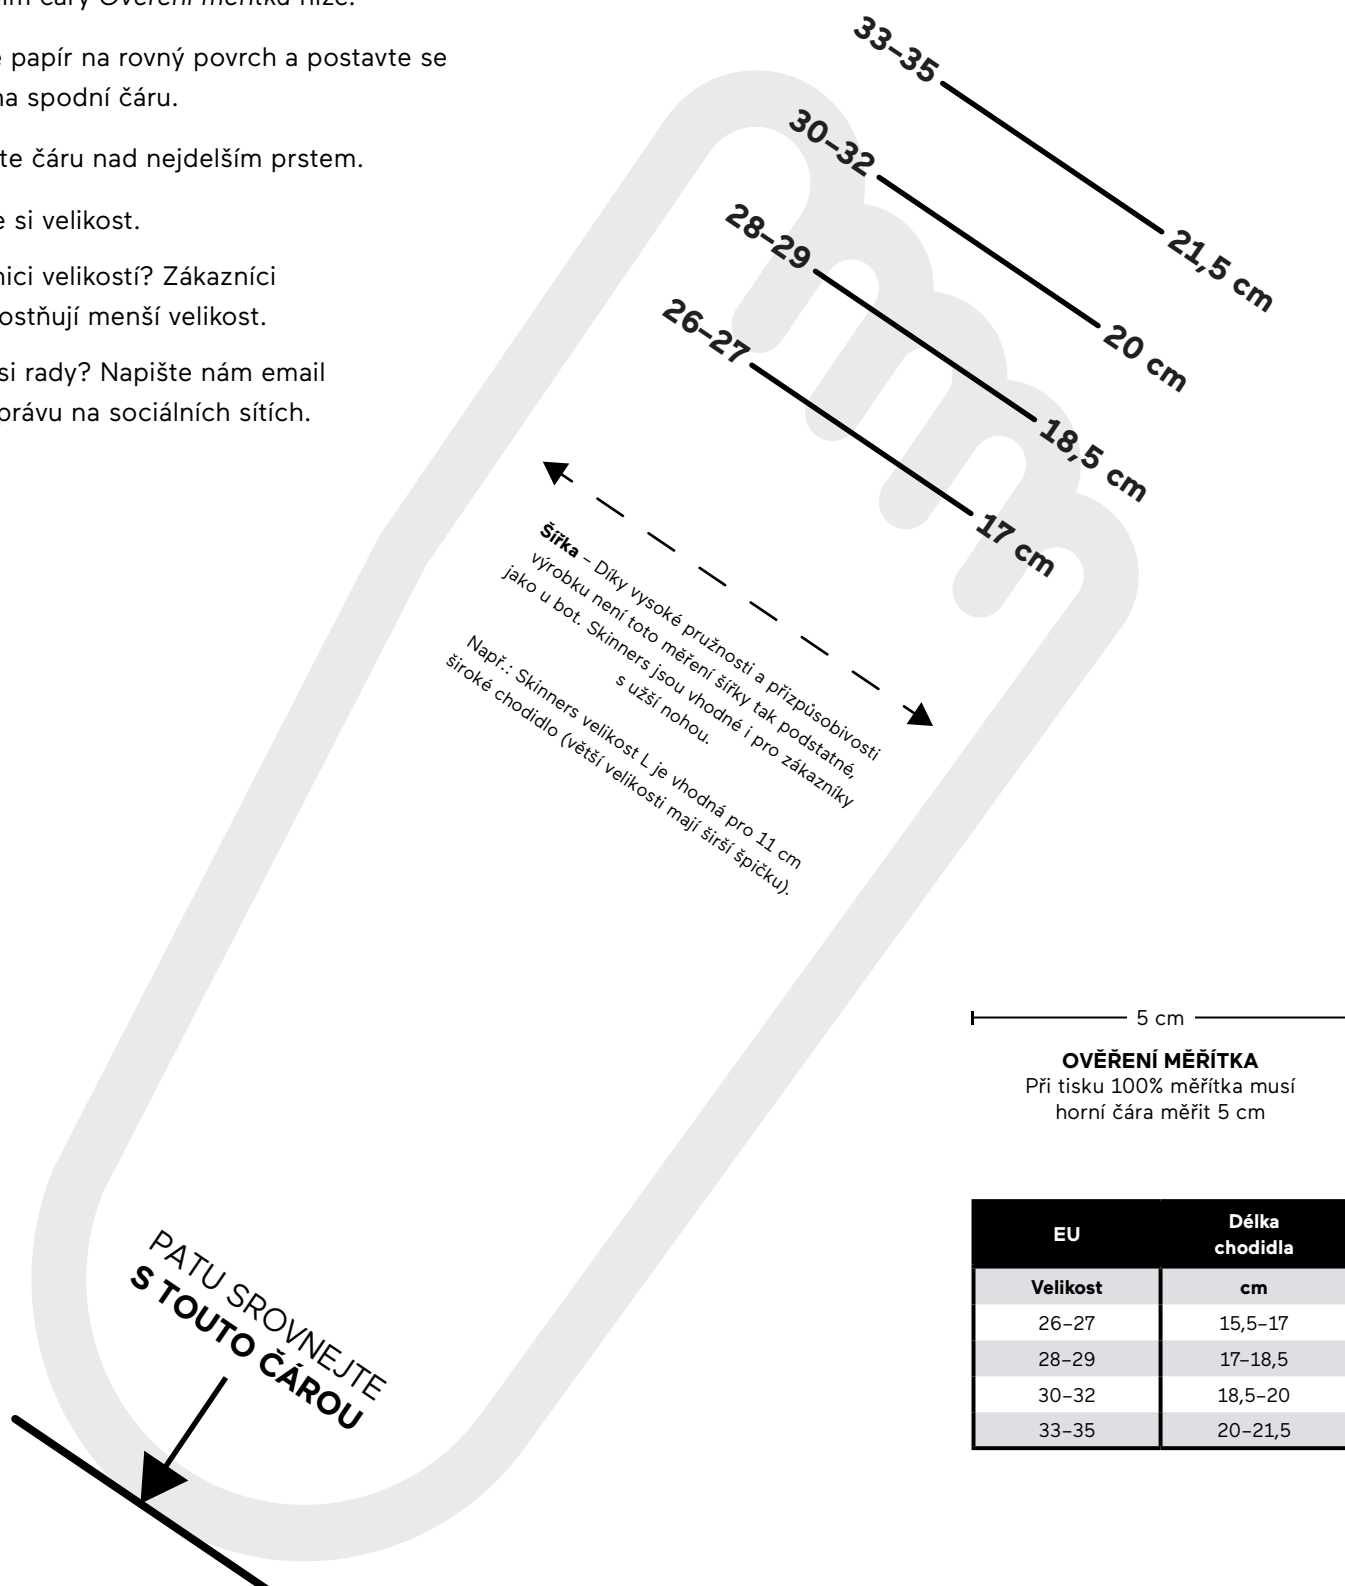 čáry Ověření měřítka níže.
papír na rovný povrch a postavte se
na spodní čáru.
čáru nad nejdelším prstem.
si velikost.
velikostí? Zákazníci
menší velikost.
si rady? Napište nám email
na sociálních sítích.
33–35
21,5 cm
30–32
20 cm
28–29
18,5 cm
26–27
17 cm
Šířka – Díky vysoké pružnosti a přizpůsobivosti
výrobku není toto měření šířky tak podstatné,
jako u bot. Skinners jsou vhodné i pro zákazníky
s užší nohou.
Např.: Skinners velikost L je vhodná pro 11 cm
široké chodidlo (větší velikosti mají širší špičku).
5 cm
OVĚŘENÍ MĚŘÍTKA
Při tisku 100% měřítka musí
horní čára měřit 5 cm
EU Délka
chodidla
Velikost cm
26–27 15,5–17
28–29 17–18,5
30–32 18,5–20
33–35 20–21,5
PATU SROVNEJTE
S TOUTO ČÁROU